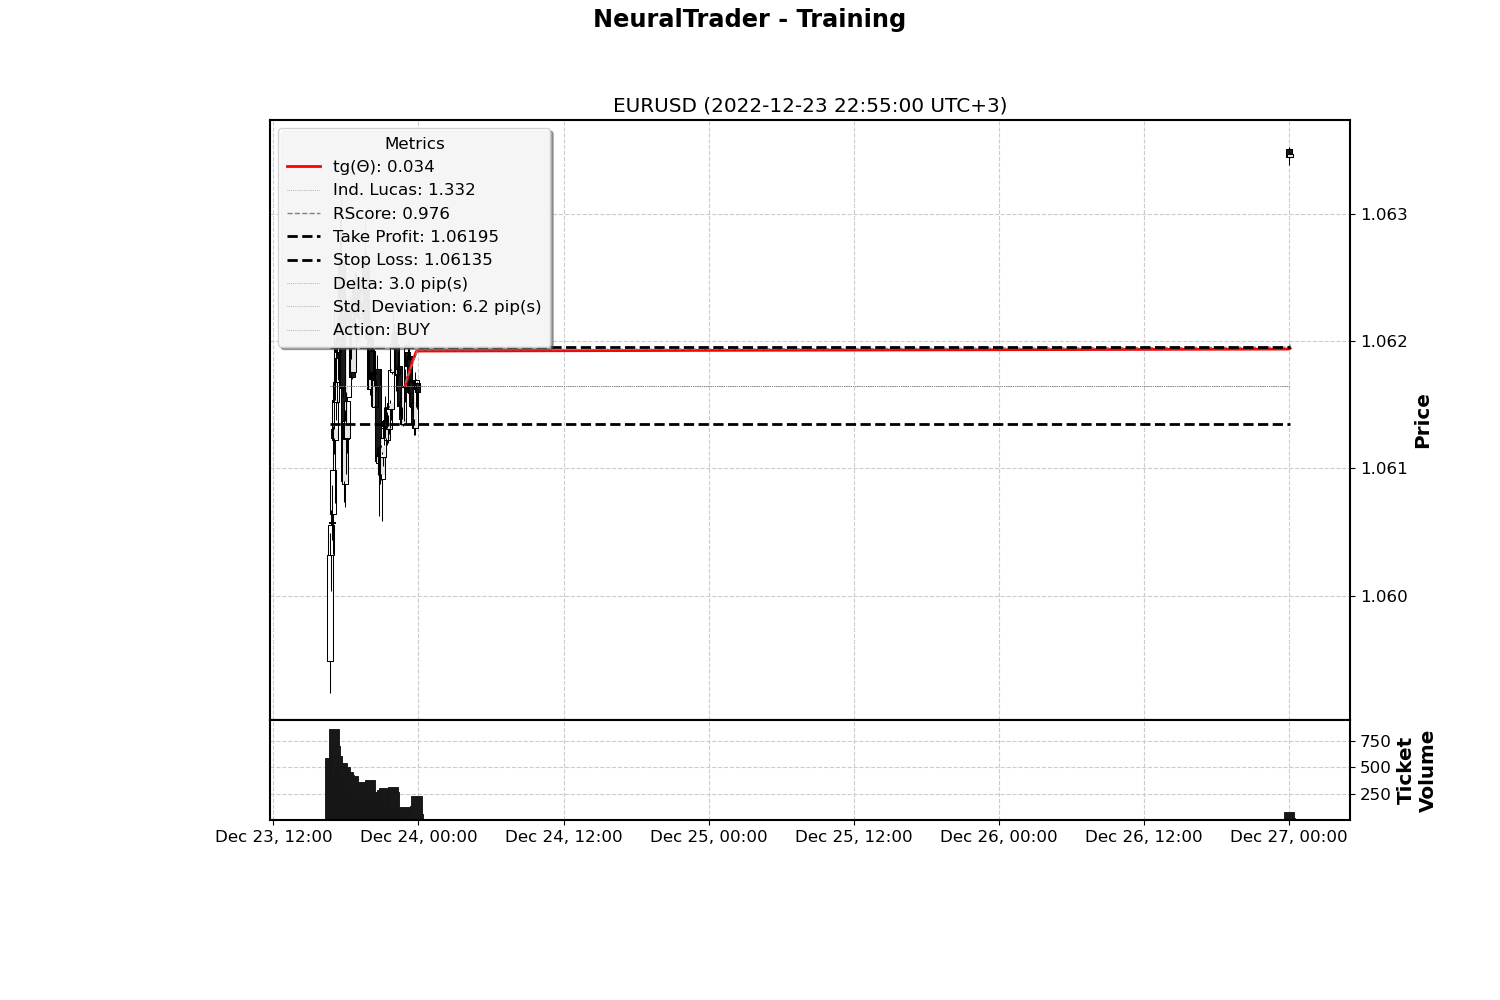 NeuralTrader - Training
EURUSD (2022-12-23 22:55:00 UTC+3)
Metrics
tg(Θ): 0.034
Ind. Lucas: 1.332
RScore: 0.976
Take Profit: 1.06195
Stop Loss: 1.06135
Delta: 3.0 pip(s)
Std. Deviation: 6.2 pip(s)
Action: BUY
1.063
1.062
1.061
1.060
Price
750
500
250
Ticket
Volume
Dec 23, 12:00 Dec 24, 00:00 Dec 24, 12:00 Dec 25, 00:00 Dec 25, 12:00 Dec 26, 00:00 Dec 26, 12:00 Dec 27, 00:00